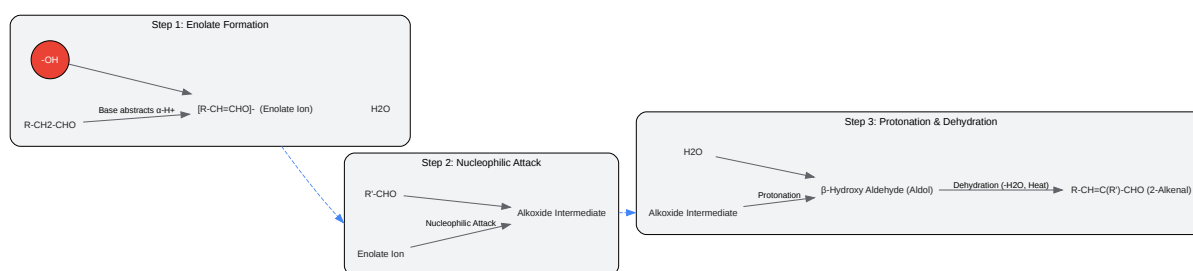 Step 1: Enolate Formation
-OH
Base abstracts α-H+
R-CH2-CHO
[R-CH=CHO]- (Enolate Ion)
H2O
Step 2: Nucleophilic Attack
R'-CHO
Nucleophilic Attack
Enolate Ion
Alkoxide Intermediate
Step 3: Protonation & Dehydration
H2O
Protonation
Alkoxide Intermediate
β-Hydroxy Aldehyde (Aldol)
Dehydration (-H2O, Heat)
R-CH=C(R')-CHO (2-Alkenal)